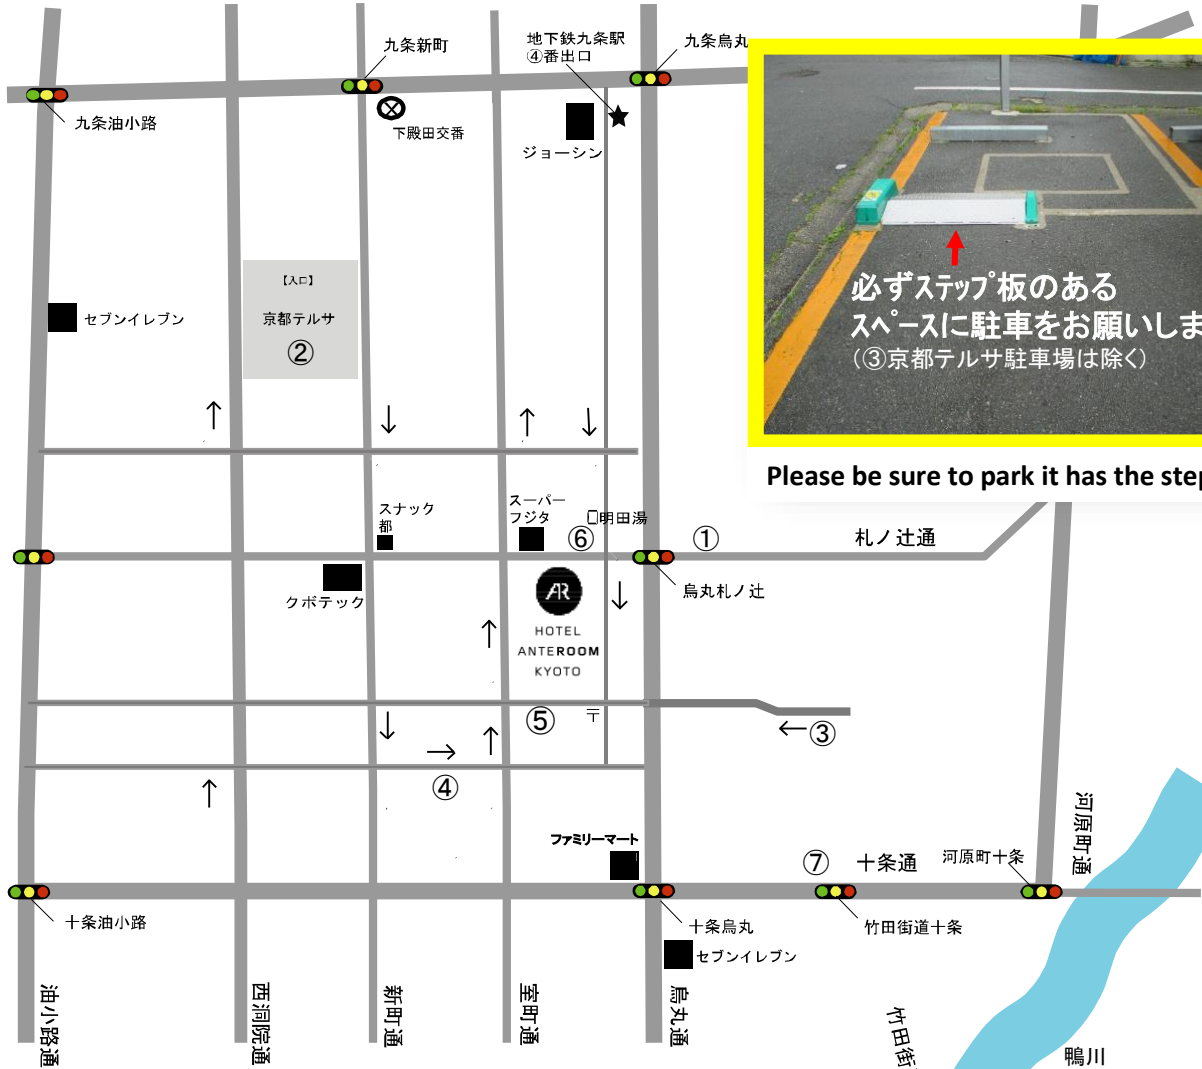 九条新町
地下鉄九条駅
④番出口
九条烏丸
九条油小路
下殿田交番
ジョーシン
【入口】
京都テルサ
②
セブンイレブン
必ずステップ板のある
スペースに駐車をお願いしま
(③京都テルサ駐車場は除く)
Please be sure to park it has the step
スナック
都
スーパー
フジタ
明田湯
⑥
①
札ノ辻通
クボテック
烏丸札ノ辻
AR
HOTEL
ANTEROOM
KYOTO
⑤
〒
③
④
ファミリーマート
⑦
十条通
河原町十条
河原町通
十条油小路
十条烏丸
竹田街道十条
セブンイレブン
油小路通
西洞院通
新町通
室町通
烏丸通
竹田街
鴨川